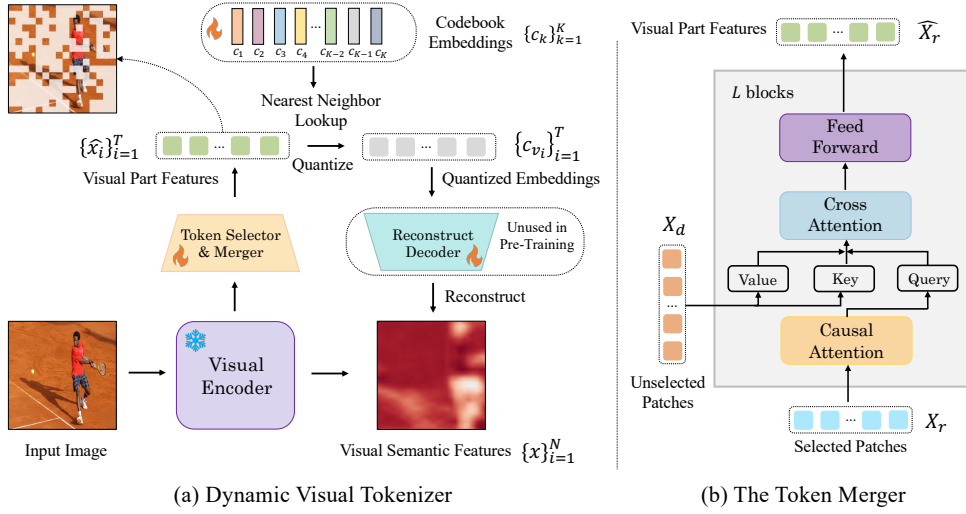 Codebook
Embeddings {c_k}_{k=1}^{K}
c_1 c_2 c_3 c_4 ... c_{K−2} c_{K−1} c_K
Nearest Neighbor
Lookup
{x̂_i}_{i=1}^{T}
...
Quantize
...
{c_{v_i}}_{i=1}^{T}
Visual Part Features
Quantized Embeddings
Token Selector
& Merger
Reconstruct
Decoder
Unused in
Pre-Training
Reconstruct
Visual
Encoder
Input Image
Visual Semantic Features {x}_{i=1}^{N}
(a) Dynamic Visual Tokenizer
Visual Part Features
...
X̂_r
L blocks
Feed
Forward
Cross
Attention
X_d
...
Value
Key
Query
Causal
Attention
Unselected
Patches
...
X_r
Selected Patches
(b) The Token Merger